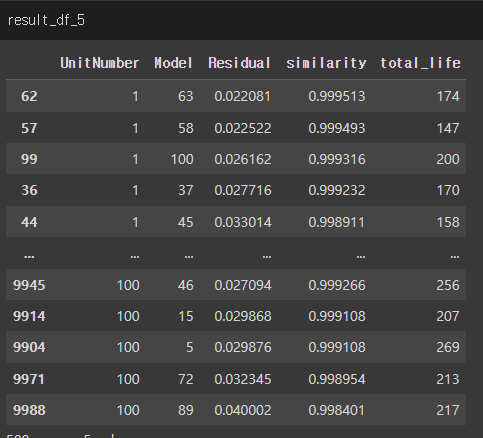 result_df_5
UnitNumber Model Residual similarity total_life
62 1 63 0.022081 0.999513 174
57 1 58 0.022522 0.999493 147
99 1 100 0.026162 0.999316 200
36 1 37 0.027716 0.999232 170
44 1 45 0.033014 0.998911 158
... ... ... ... ... ...
9945 100 46 0.027094 0.999266 256
9914 100 15 0.029868 0.999108 207
9904 100 5 0.029876 0.999108 269
9971 100 72 0.032345 0.998954 213
9988 100 89 0.040002 0.998401 217